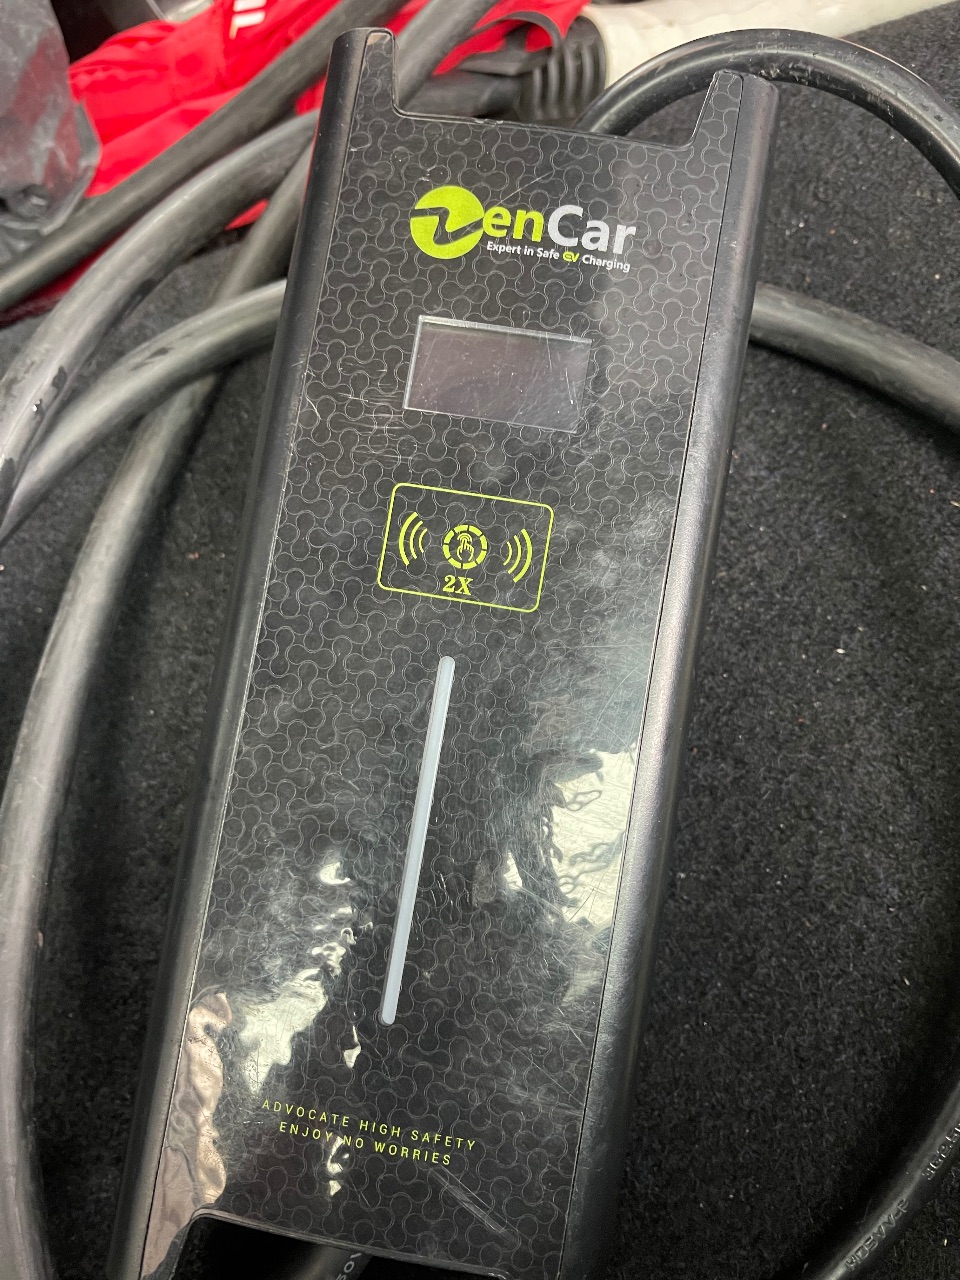 ZenCar
Expert in Safe EV Charging
2X
ADVOCATE HIGH SAFETY
ENJOY NO WORRIES